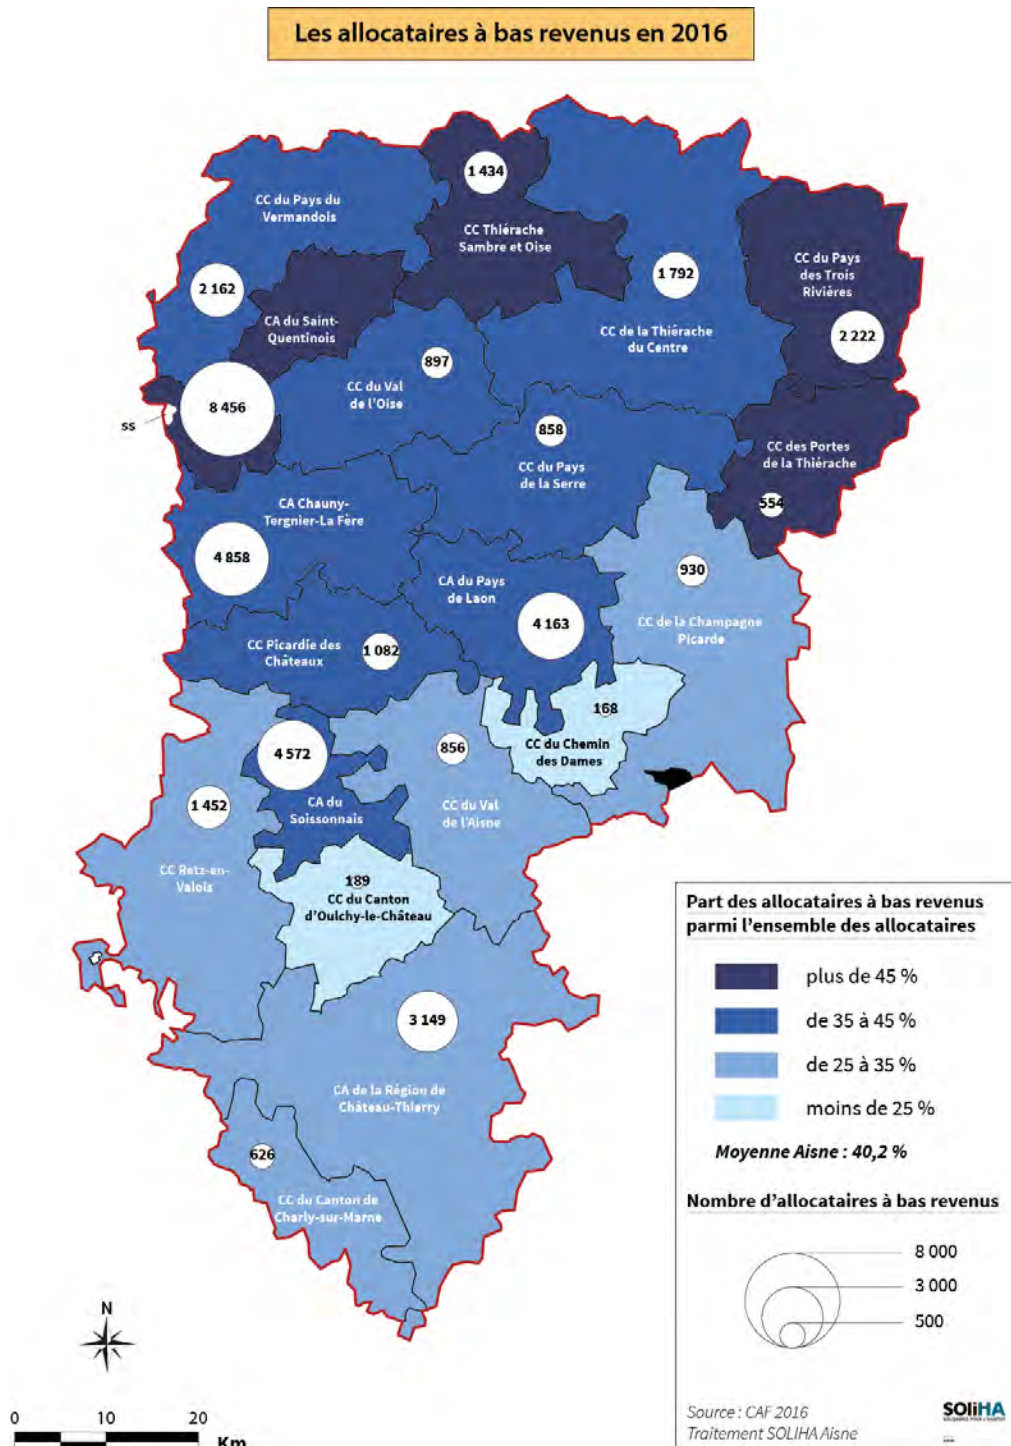 Les allocataires à bas revenus en 2016
1 434
CC du Pays du
Vermandois
CC Thiérache
Sambre et Oise
CC du Pays
des Trois
Rivières
2 162
1 792
CA du Saint-
Quentinois
CC de la Thiérache
du Centre
2 222
897
CC du Val
de l'Oise
8 456
ss
858
CC du Pays
de la Serre
CC des Portes
de la Thiérache
554
CA Chauny-
Tergnier-La Fère
4 858
930
CA du Pays
de Laon
4 163
CC de la Champagne
Picarde
CC Picardie des
Châteaux
1 082
168
CC du Chemin
des Dames
4 572
856
1 452
CA du
Soissonnais
CC du Val
de l'Aisne
CC Retz-en-
Valois
189
CC du Canton
d'Oulchy-le-Château
3 149
CA de la Région de
Château-Thierry
626
CC du Canton de
Charly-sur-Marne
Part des allocataires à bas revenus
parmi l'ensemble des allocataires
plus de 45 %
de 35 à 45 %
de 25 à 35 %
moins de 25 %
Moyenne Aisne : 40,2 %
Nombre d'allocataires à bas revenus
8 000
3 000
500
N
0 10 20
Km
Source : CAF 2016
Traitement SOLIHA Aisne
SOLiHA